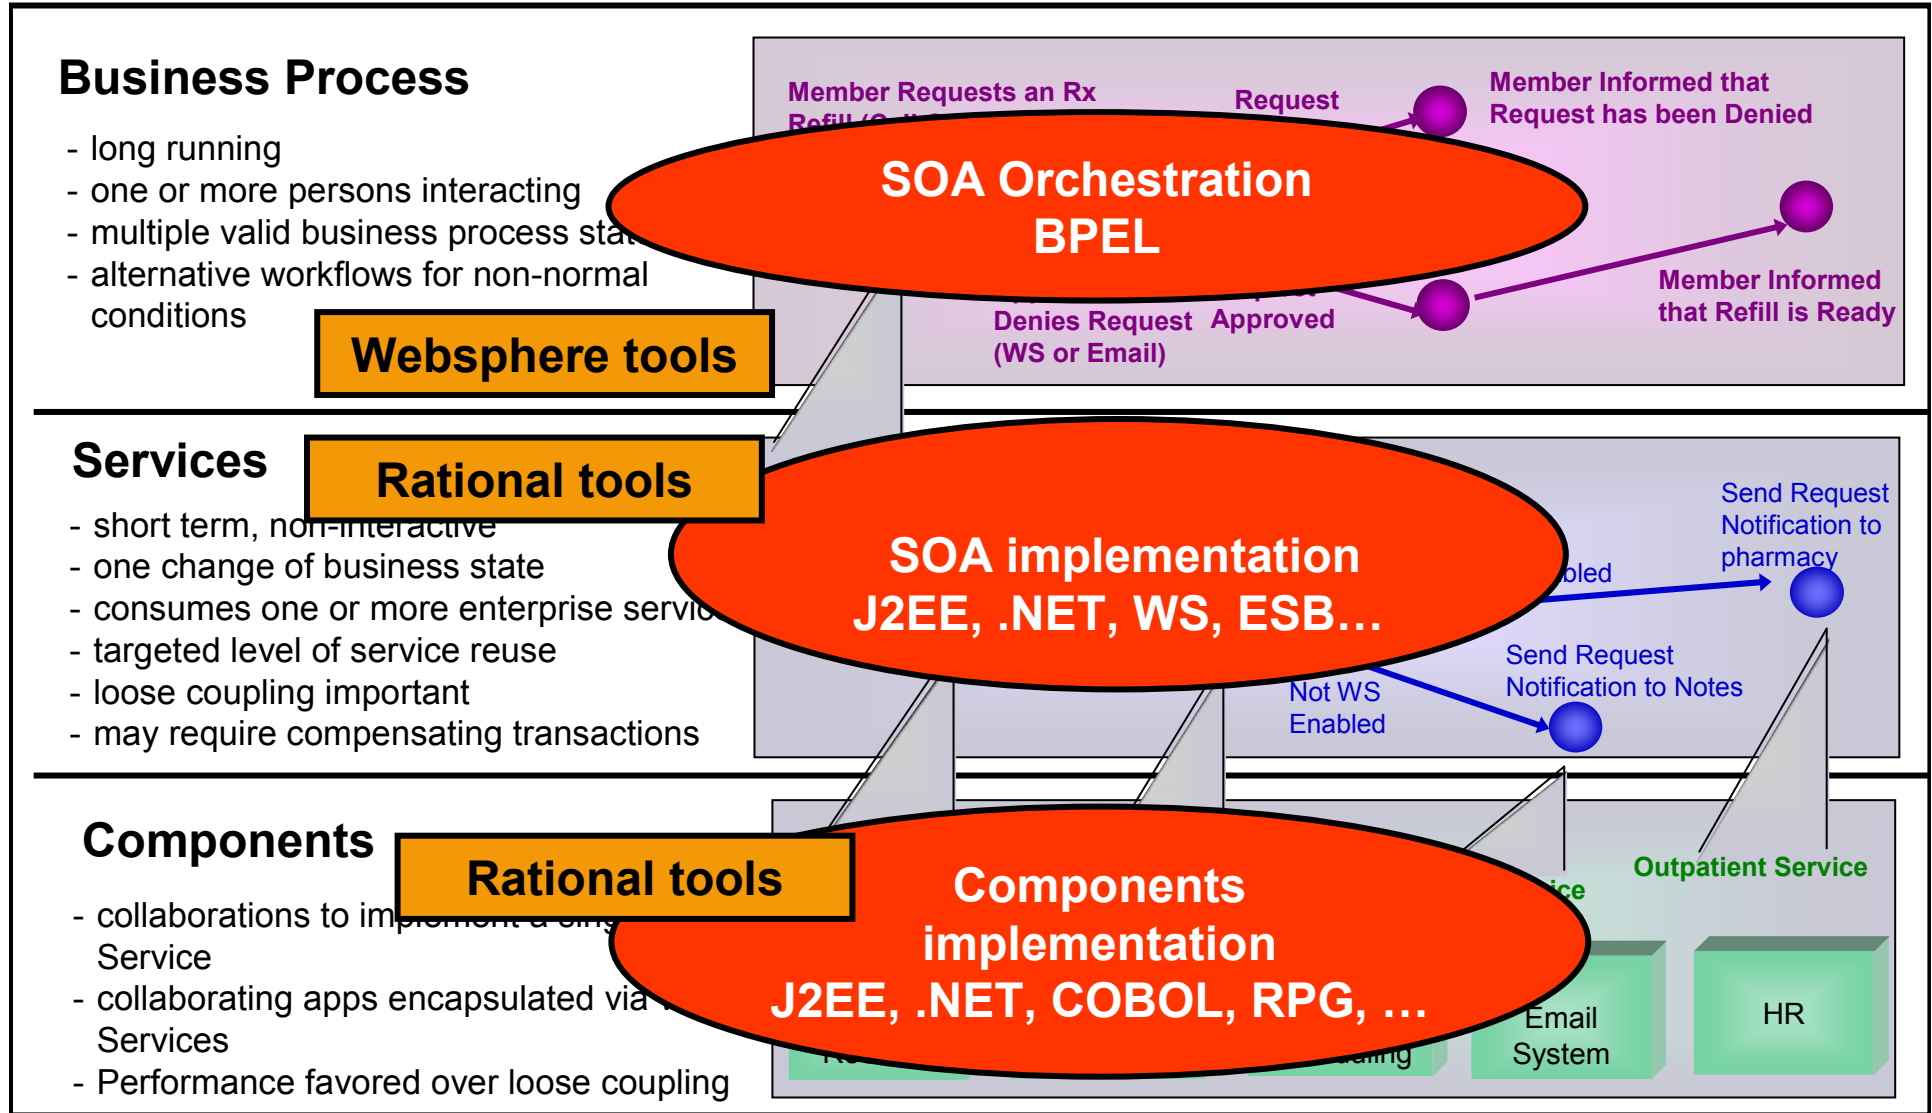 Business Process
- long running
- one or more persons interacting
- multiple valid business process
- alternative workflows for non-normal
conditions
Websphere tools
Member Requests an Rx
Refill
Request
Member Informed that
Request has been Denied
SOA Orchestration
BPEL
Denies Request
(WS or Email)
Approved
Member Informed
that Refill is Ready
Services
Rational tools
- short term, non-interactive
- one change of business state
- consumes one or more enterprise
- targeted level of service reuse
- loose coupling important
- may require compensating transactions
SOA implementation
J2EE, .NET, WS, ESB…
Send Request
Notification to
pharmacy
Send Request
Notification to Notes
Not WS
Enabled
Components
Rational tools
- collaborations to implement a
Service
- collaborating apps encapsulated via
Services
- Performance favored over loose coupling
Components
implementation
J2EE, .NET, COBOL, RPG, …
Outpatient Service
Email
System
HR